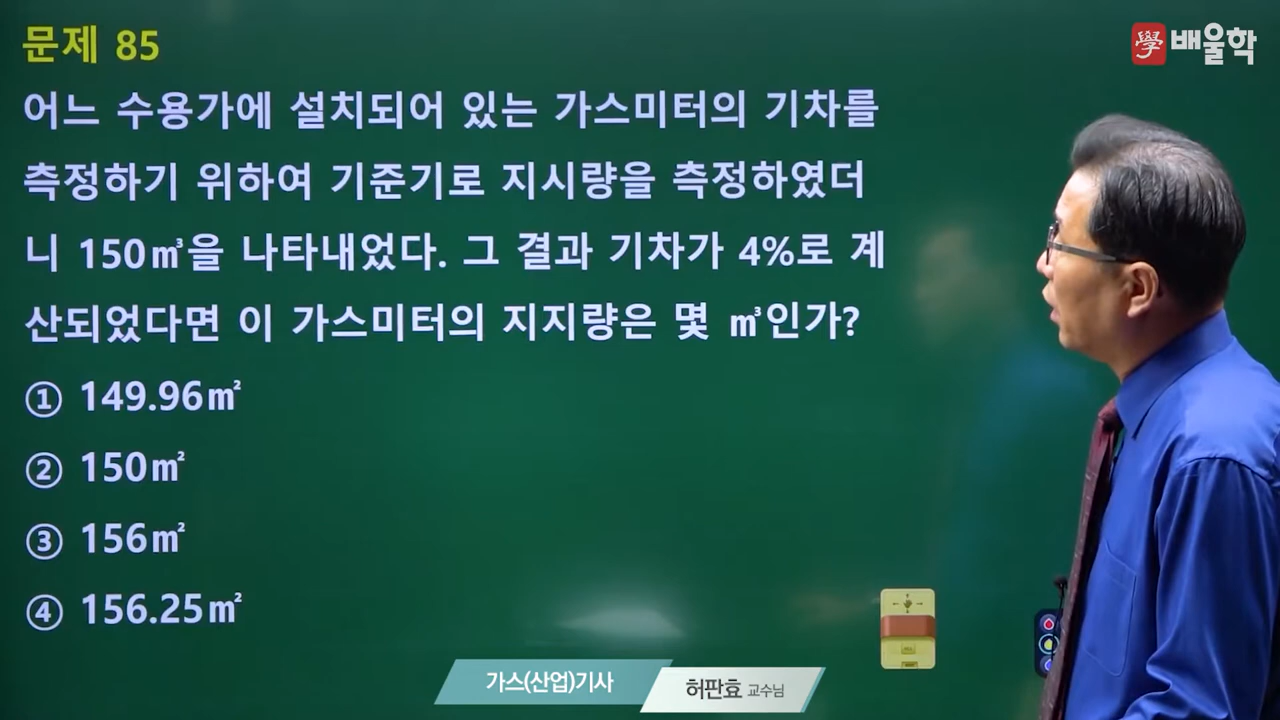 문제 85
學 배울학
어느 수용가에 설치되어 있는 가스미터의 기차를
측정하기 위하여 기준기로 지시량을 측정하였더
니 150㎥을 나타내었다. 그 결과 기차가 4%로 계
산되었다면 이 가스미터의 지지량은 몇 ㎥인가?
① 149.96㎡
② 150㎡
③ 156㎡
④ 156.25㎡
가스(산업)기사
허판효 교수님